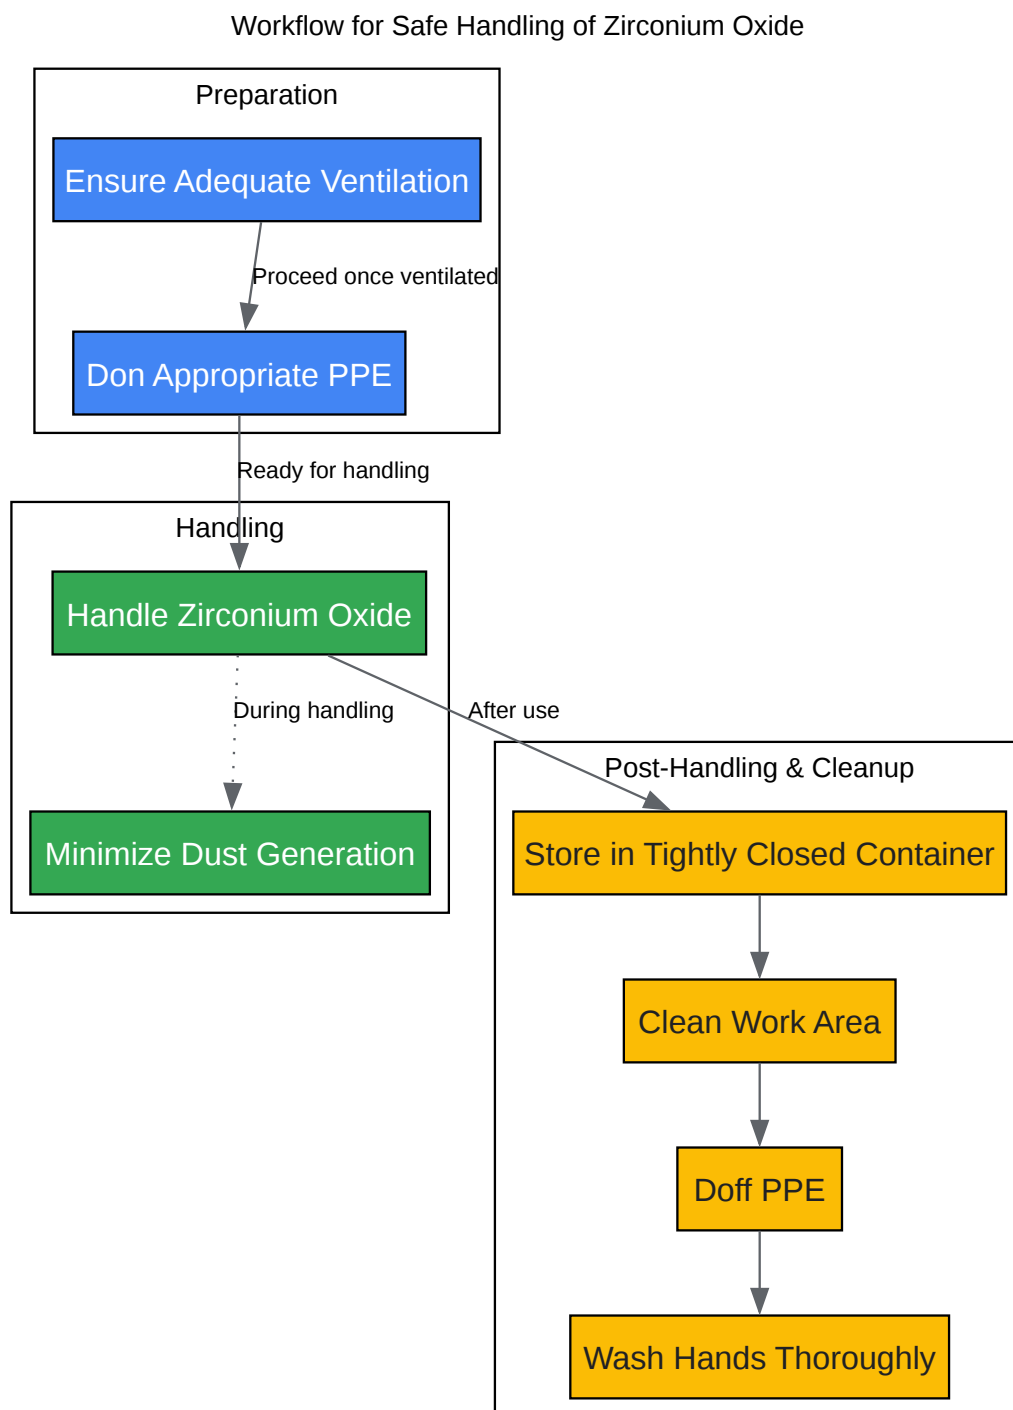 Workflow for Safe Handling of Zirconium Oxide
Preparation
Ensure Adequate Ventilation
Proceed once ventilated
Don Appropriate PPE
Ready for handling
Handling
Handle Zirconium Oxide
During handling
After use
Minimize Dust Generation
Post-Handling & Cleanup
Store in Tightly Closed Container
Clean Work Area
Doff PPE
Wash Hands Thoroughly